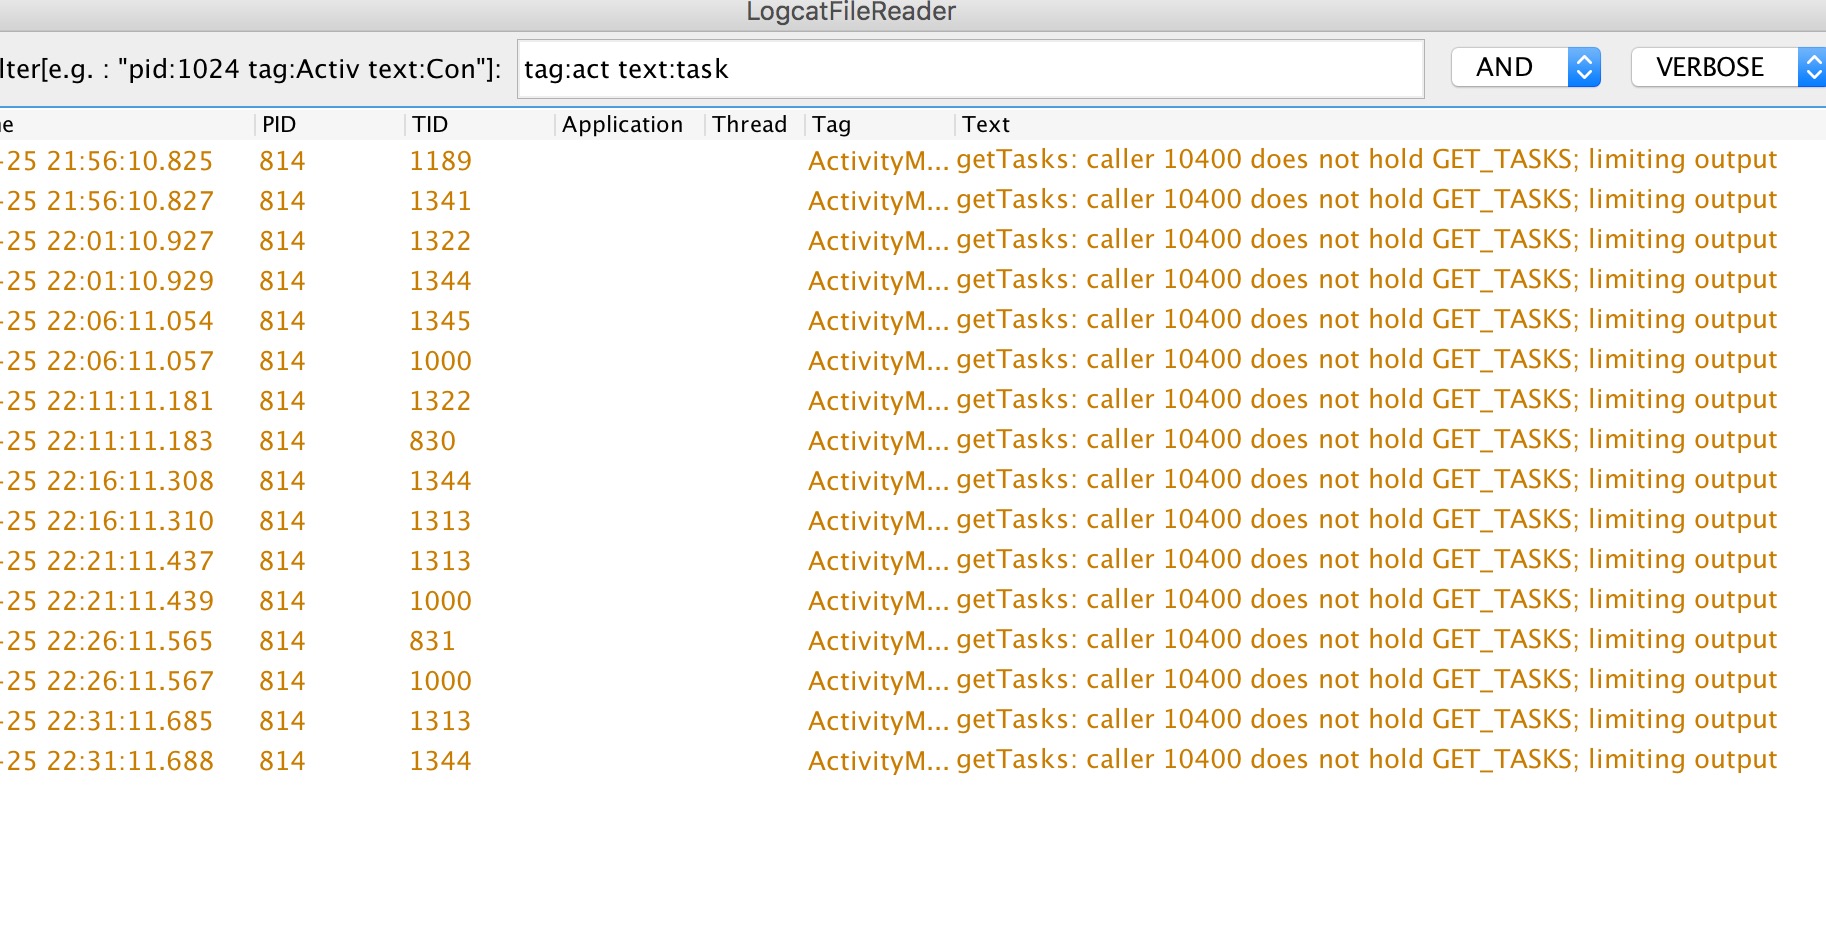 LogcatFileReader
lter[e.g. : "pid:1024 tag:Activ text:Con"]: tag:act text:task AND VERBOSE
e PID TID Application Thread Tag Text
-25 21:56:10.825 814 1189 ActivityM... getTasks: caller 10400 does not hold GET_TASKS; limiting output
-25 21:56:10.827 814 1341 ActivityM... getTasks: caller 10400 does not hold GET_TASKS; limiting output
-25 22:01:10.927 814 1322 ActivityM... getTasks: caller 10400 does not hold GET_TASKS; limiting output
-25 22:01:10.929 814 1344 ActivityM... getTasks: caller 10400 does not hold GET_TASKS; limiting output
-25 22:06:11.054 814 1345 ActivityM... getTasks: caller 10400 does not hold GET_TASKS; limiting output
-25 22:06:11.057 814 1000 ActivityM... getTasks: caller 10400 does not hold GET_TASKS; limiting output
-25 22:11:11.181 814 1322 ActivityM... getTasks: caller 10400 does not hold GET_TASKS; limiting output
-25 22:11:11.183 814 830 ActivityM... getTasks: caller 10400 does not hold GET_TASKS; limiting output
-25 22:16:11.308 814 1344 ActivityM... getTasks: caller 10400 does not hold GET_TASKS; limiting output
-25 22:16:11.310 814 1313 ActivityM... getTasks: caller 10400 does not hold GET_TASKS; limiting output
-25 22:21:11.437 814 1313 ActivityM... getTasks: caller 10400 does not hold GET_TASKS; limiting output
-25 22:21:11.439 814 1000 ActivityM... getTasks: caller 10400 does not hold GET_TASKS; limiting output
-25 22:26:11.565 814 831 ActivityM... getTasks: caller 10400 does not hold GET_TASKS; limiting output
-25 22:26:11.567 814 1000 ActivityM... getTasks: caller 10400 does not hold GET_TASKS; limiting output
-25 22:31:11.685 814 1313 ActivityM... getTasks: caller 10400 does not hold GET_TASKS; limiting output
-25 22:31:11.688 814 1344 ActivityM... getTasks: caller 10400 does not hold GET_TASKS; limiting output